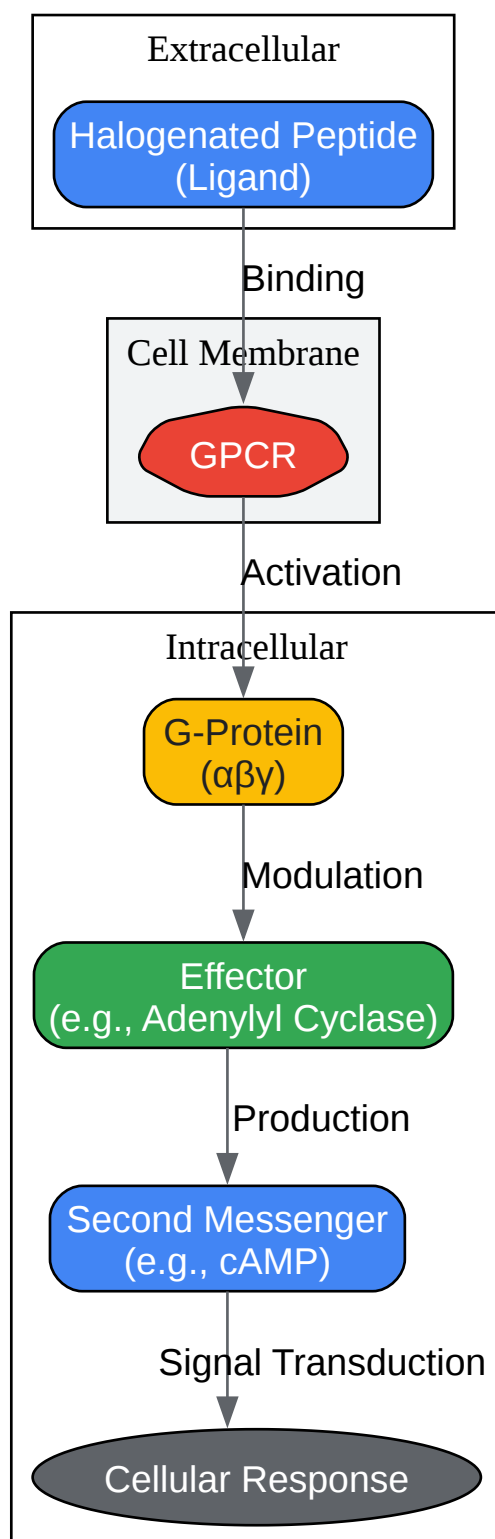 Extracellular
Halogenated Peptide
(Ligand)
Binding
Cell Membrane
GPCR
Activation
Intracellular
G-Protein
(αβγ)
Modulation
Effector
(e.g., Adenylyl Cyclase)
Production
Second Messenger
(e.g., cAMP)
Signal Transduction
Cellular Response